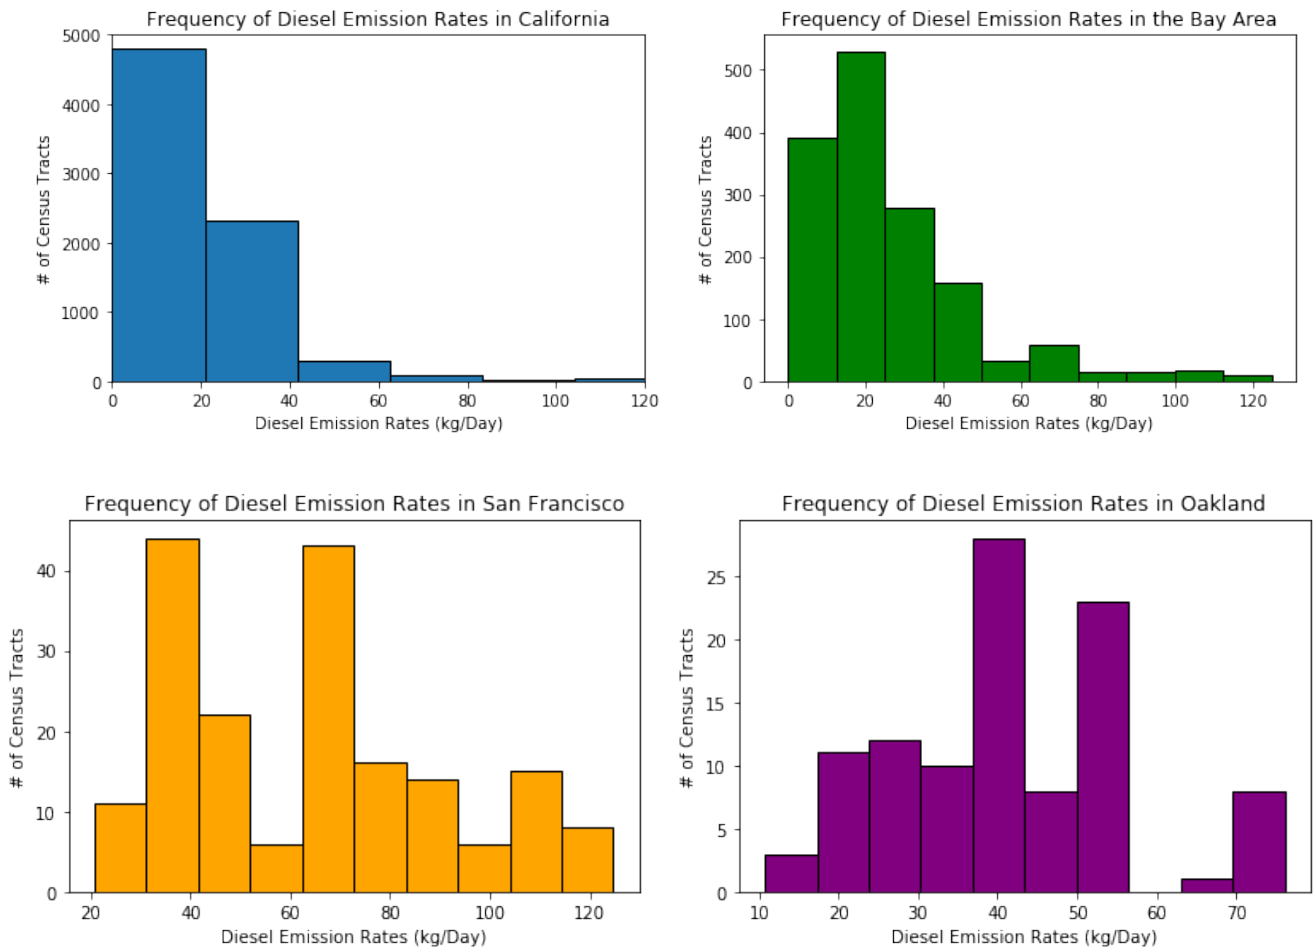 Frequency of Diesel Emission Rates in California
5000
4000
3000
2000
1000
0
# of Census Tracts
0 20 40 60 80 100 120
Diesel Emission Rates (kg/Day)
Frequency of Diesel Emission Rates in the Bay Area
500
400
300
200
100
0
# of Census Tracts
0 20 40 60 80 100 120
Diesel Emission Rates (kg/Day)
Frequency of Diesel Emission Rates in San Francisco
40
30
20
10
0
# of Census Tracts
20 40 60 80 100 120
Diesel Emission Rates (kg/Day)
Frequency of Diesel Emission Rates in Oakland
25
20
15
10
5
0
# of Census Tracts
10 20 30 40 50 60 70
Diesel Emission Rates (kg/Day)